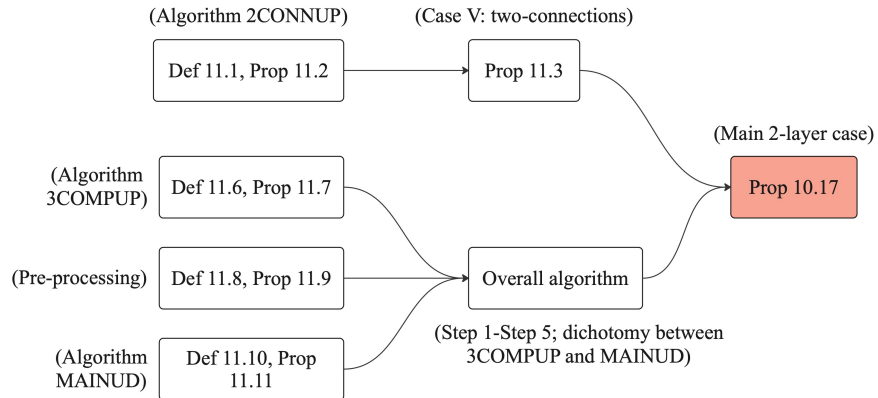 (Algorithm 2CONNUP)
(Case V: two-connections)
Def 11.1, Prop 11.2
Prop 11.3
(Main 2-layer case)
Prop 10.17
(Algorithm
3COMPUP)
Def 11.6, Prop 11.7
(Pre-processing)
Def 11.8, Prop 11.9
Overall algorithm
(Step 1-Step 5; dichotomy between
3COMPUP and MAINUD)
(Algorithm
MAINUD)
Def 11.10, Prop
11.11